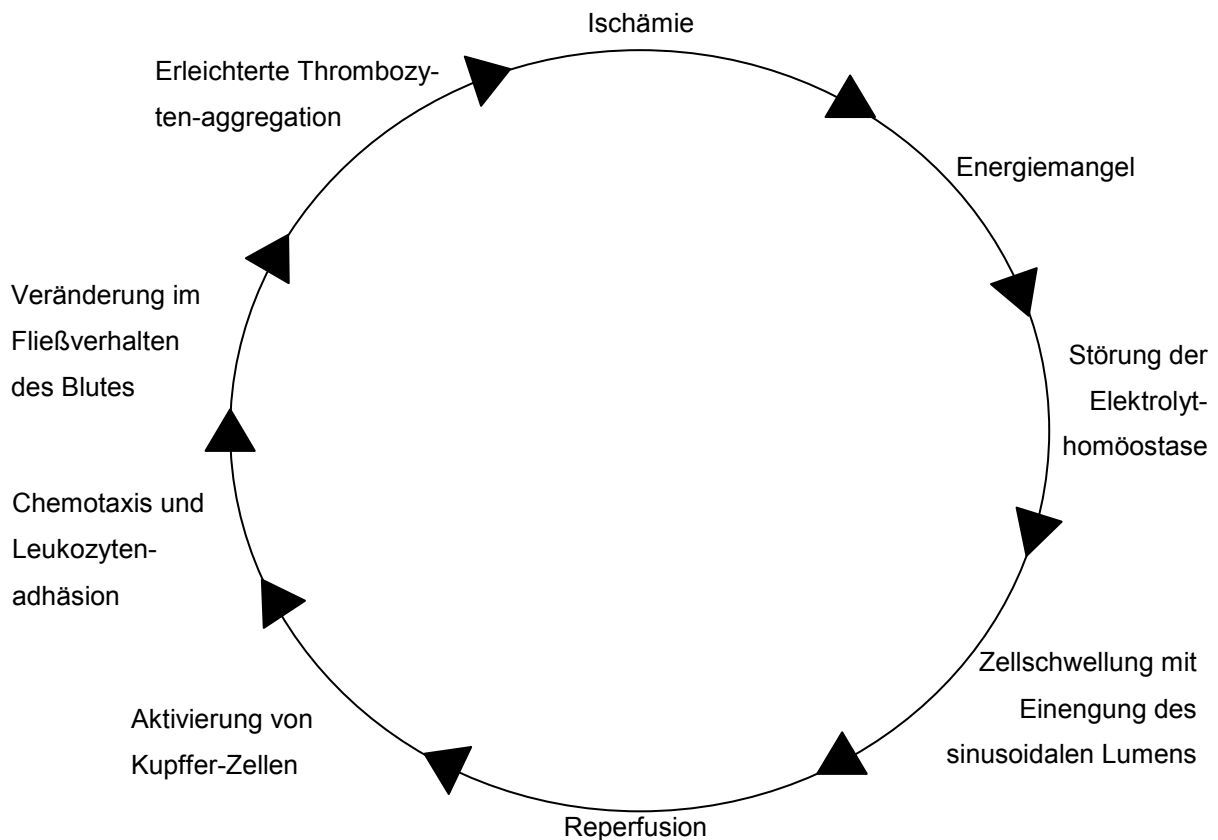 Ischämie
Energiemangel
Störung der
Elektrolyt-
homöostase
Zellschwellung mit
Einengung des
sinusoidalen Lumens
Reperfusion
Aktivierung von
Kupffer-Zellen
Chemotaxis und
Leukozyten-
adhäsion
Veränderung im
Fließverhalten
des Blutes
Erleichterte Thrombozy-
ten-aggregation